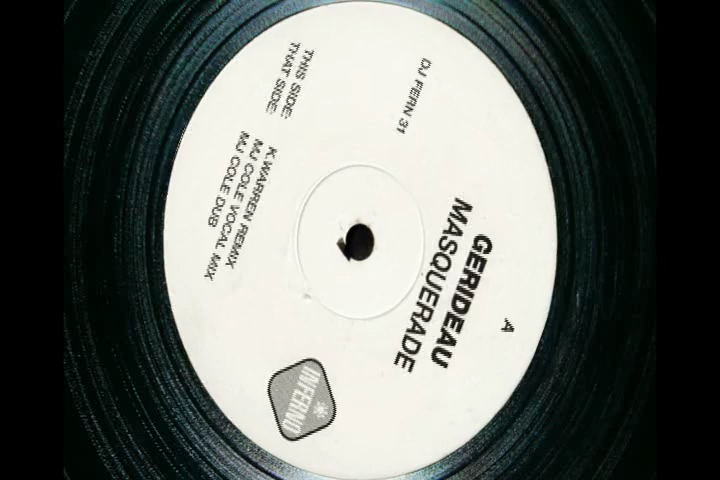 A
GERIDEAU
MASQUERADE
DJ FERN 31
THIS SIDE: K.WARREN REMIX
THAT SIDE: MJ COLE VOCAL MIX
MJ COLE DUB
INFERNO